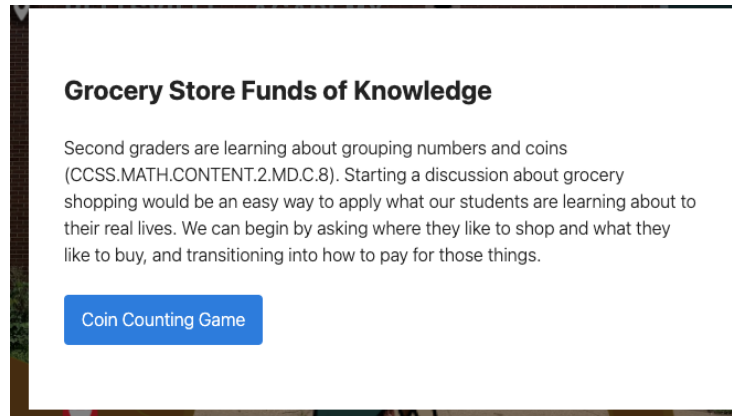 Grocery Store Funds of Knowledge
Second graders are learning about grouping numbers and coins
(CCSS.MATH.CONTENT.2.MD.C.8). Starting a discussion about grocery
shopping would be an easy way to apply what our students are learning about to
their real lives. We can begin by asking where they like to shop and what they
like to buy, and transitioning into how to pay for those things.
Coin Counting Game